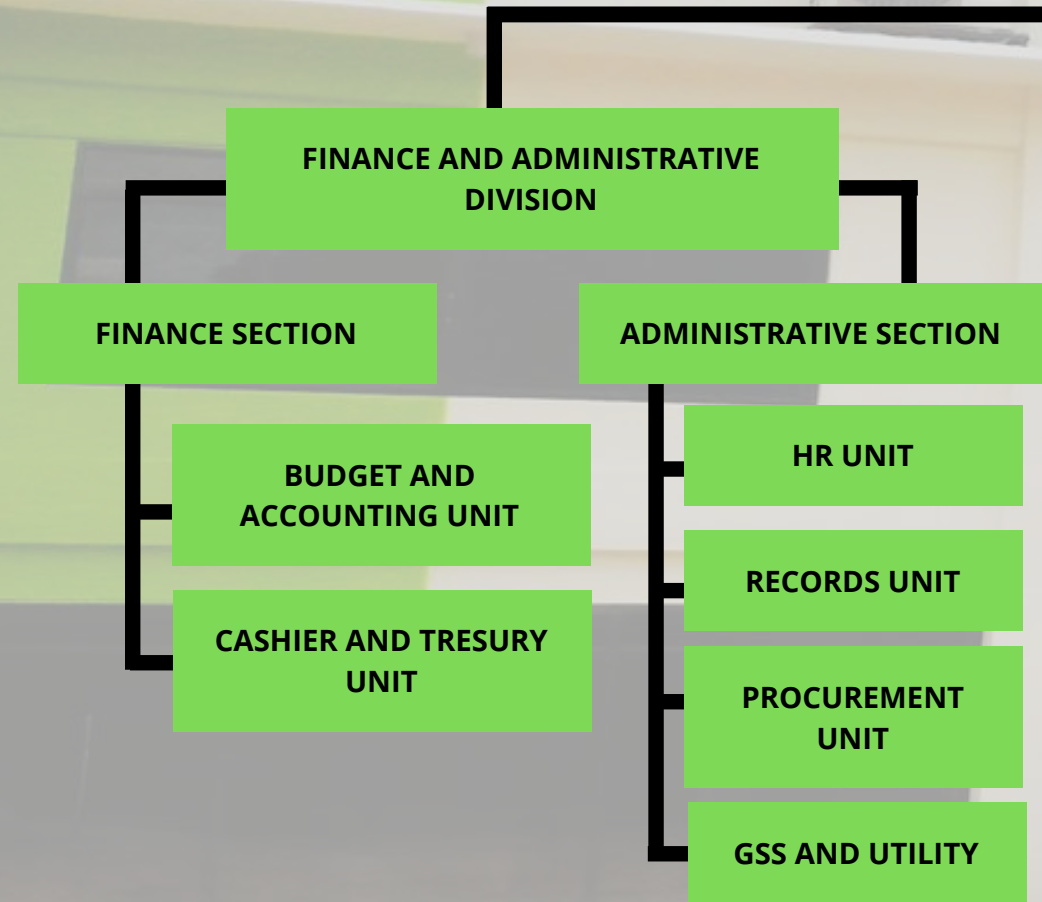 FINANCE AND ADMINISTRATIVE
DIVISION
FINANCE SECTION
ADMINISTRATIVE SECTION
BUDGET AND
ACCOUNTING UNIT
CASHIER AND TRESURY
UNIT
HR UNIT
RECORDS UNIT
PROCUREMENT
UNIT
GSS AND UTILITY